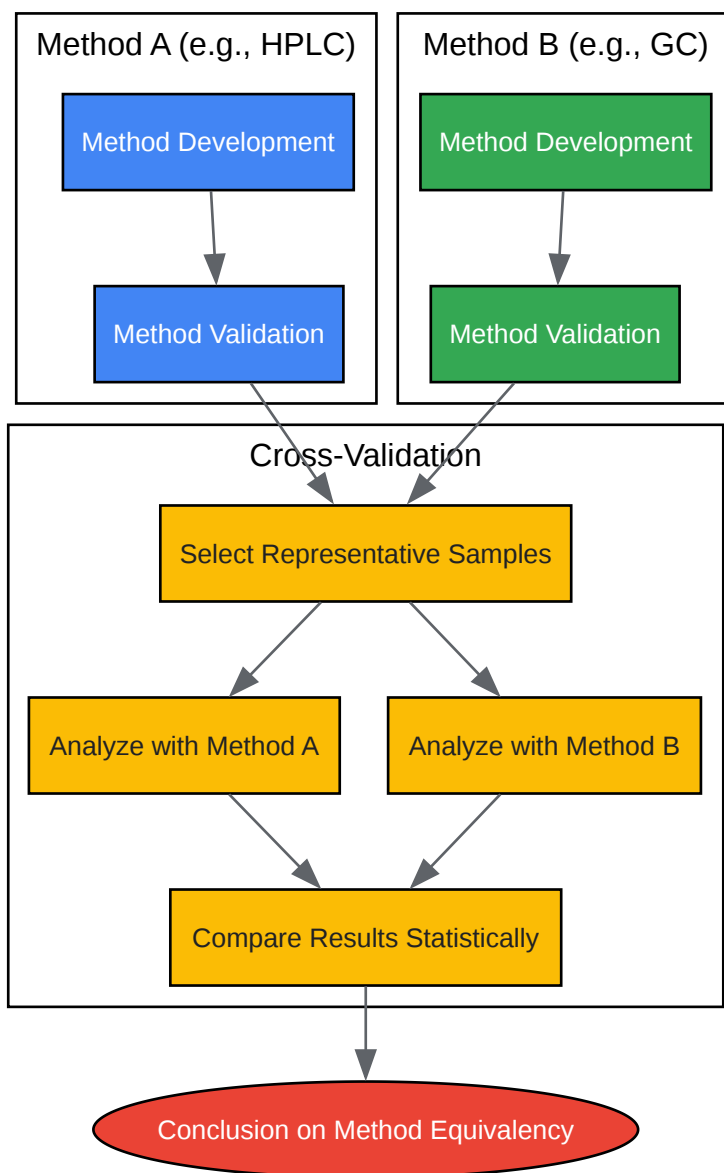 Method A (e.g., HPLC)
Method B (e.g., GC)
Method Development
Method Development
Method Validation
Method Validation
Cross-Validation
Select Representative Samples
Analyze with Method A
Analyze with Method B
Compare Results Statistically
Conclusion on Method Equivalency